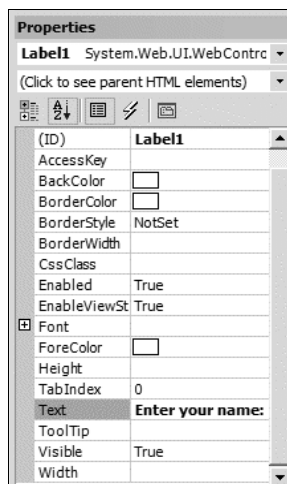 Properties
Label1 System.Web.UI.WebContrc
(Click to see parent HTML elements)
(ID) Label1
AccessKey
BackColor
BorderColor
BorderStyle NotSet
BorderWidth
CssClass
Enabled True
EnableViewSt True
Font
ForeColor
Height
TabIndex 0
Text Enter your name:
ToolTip
Visible True
Width